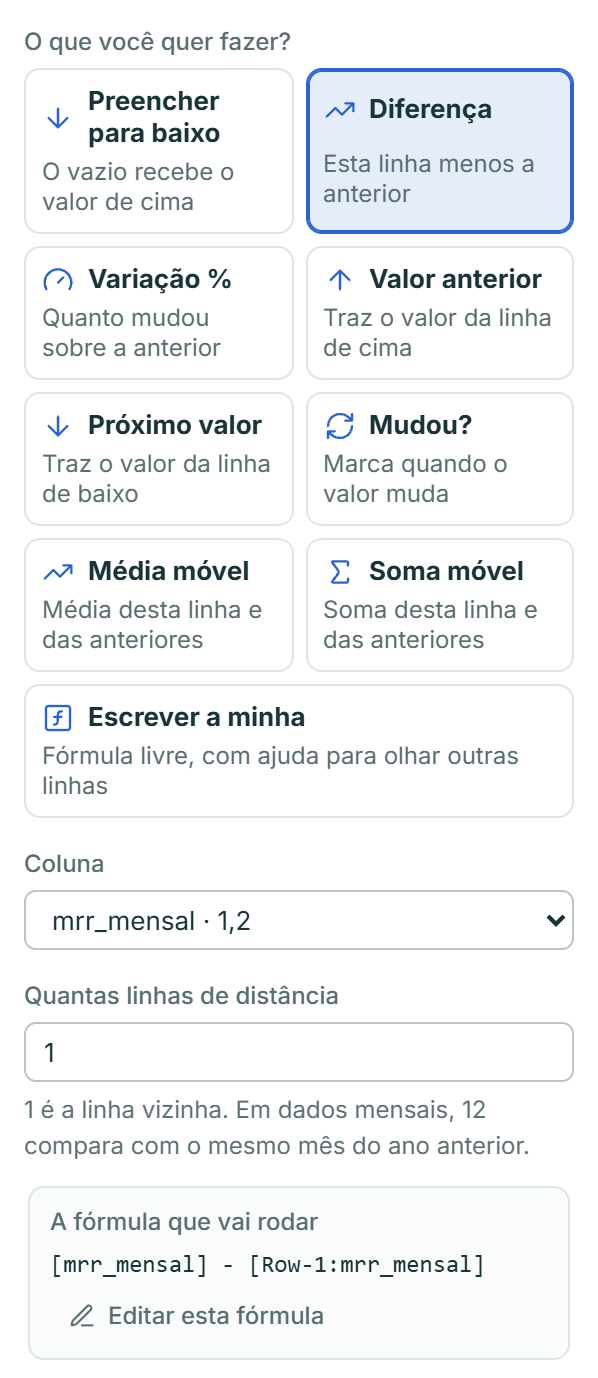 O que você quer fazer?
Preencher
para baixo
O vazio recebe o
valor de cima
Diferença
Esta linha menos a
anterior
Variação %
Quanto mudou
sobre a anterior
Valor anterior
Traz o valor da linha
de cima
Próximo valor
Traz o valor da linha
de baixo
Mudou?
Marca quando o
valor muda
Média móvel
Média desta linha e
das anteriores
Soma móvel
Soma desta linha e
das anteriores
Escrever a minha
Fórmula livre, com ajuda para olhar outras
linhas
Coluna
mrr_mensal · 1,2
Quantas linhas de distância
1
1 é a linha vizinha. Em dados mensais, 12
compara com o mesmo mês do ano anterior.
A fórmula que vai rodar
[mrr_mensal] - [Row-1:mrr_mensal]
Editar esta fórmula